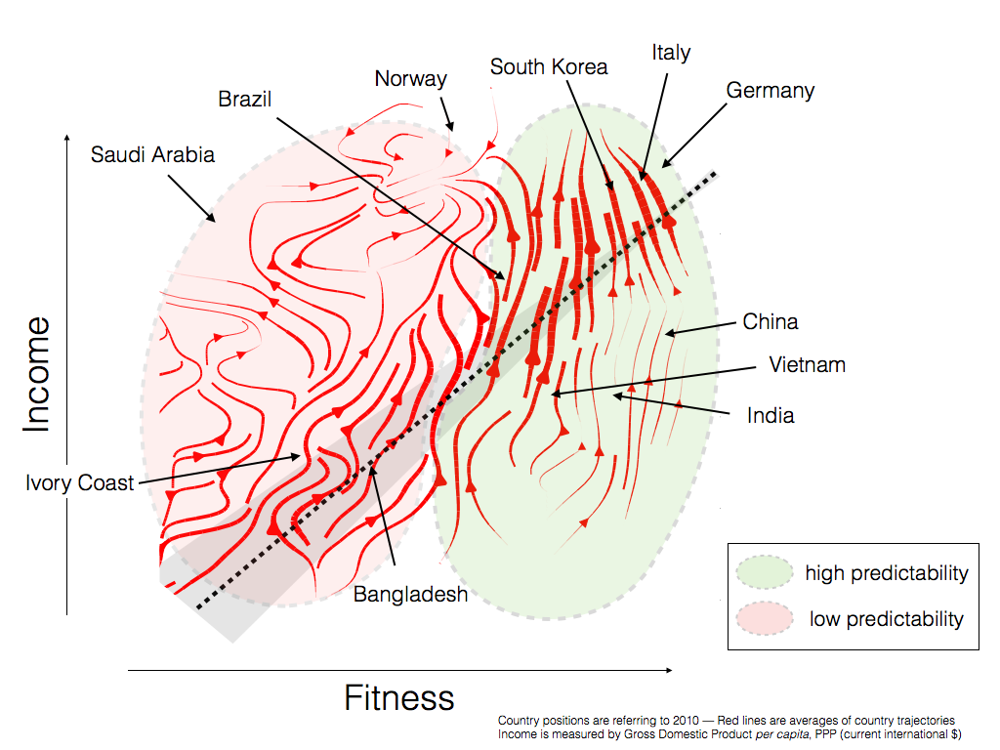 Italy
South Korea
Norway
Germany
Brazil
Saudi Arabia
China
Income
Vietnam
India
Ivory Coast
high predictability
Bangladesh
low predictability
Fitness
Country positions are referring to 2010 — Red lines are averages of country trajectories
Income is measured by Gross Domestic Product per capita, PPP (current international $)